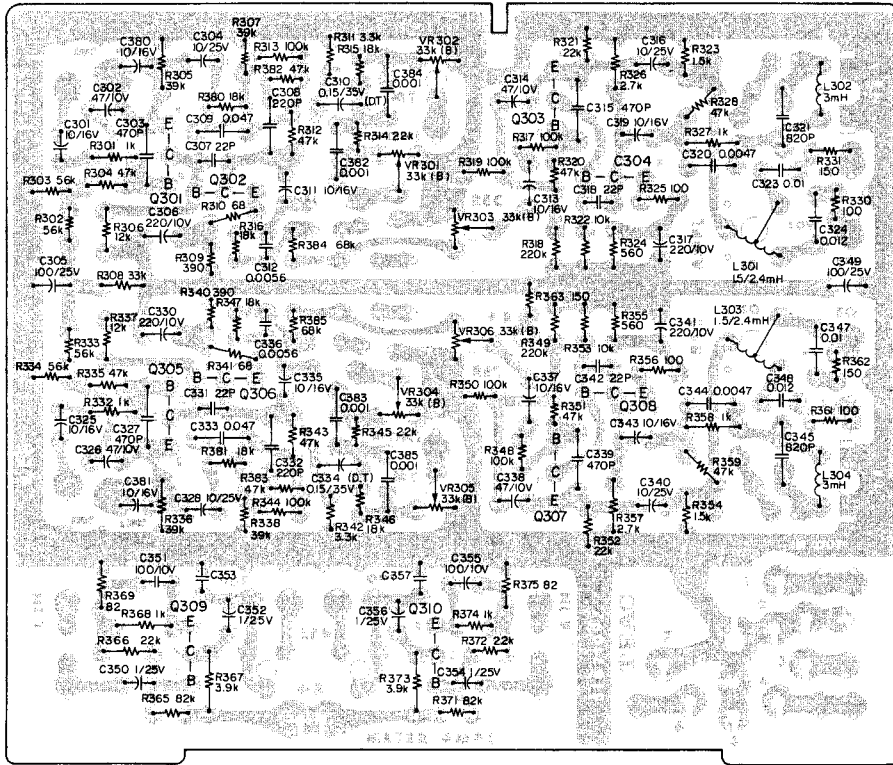 R307 39k
R311 3.3k
VR302 33k (B)
R321 22k
C316 10/25V
R323 1.5k
C380 10/16V
C304 10/25V
R313 100k
R315 18k
R305 39k
R382 47k
C310 0.15/35V (D.T)
C384 0.001
C314 47/10V
E
C
B
R326 2.7k
L302 3mH
C302 47/10V
R380 18k
C308 220P
Q303
C315 470P
R328 47k
C301 10/16V
C303 470P
E
C
B
C309 0.047
R312 47k
R314 22k
R317 100k
C319 10/16V
R327 1k
C321 820P
R301 1k
C307 22P
C382 0.001
VR301 33k (B)
R319 100k
R320 47k
C304
C320 0.0047
R331 150
R303 56k
R304 47k
Q301
Q302
B-C-E
C311 10/16V
C313 10/16V
B-C-E
C318 22P
R325 100
C323 0.01
R302 56k
R306 12k
C306 220/10V
R310 68
R316 18k
VR303 33k (B)
R322 10k
R330 100
C324 0.012
R309 390
C312 0.0056
R384 68k
R318 220k
R324 560
C317 220/10V
C305 100/25V
R308 33k
L301 1.5/2.4mH
C349 100/25V
R340 390
R347 18k
R363 150
L303 1.5/2.4mH
R337 12k
C330 220/10V
R385 68k
VR306 33k (B)
R355 560
C341 220/10V
C347 0.01
R333 56k
C336 0.0056
R349 220k
R353 10k
R334 56k
R335 47k
Q305
R341 68
B-C-E
Q306
C335 10/16V
VR304 33k (B)
R350 100k
C337 10/16V
C342 22P
B-C-E
R356 100
R362 150
R332 1k
B
C
E
C331 22P
C383 0.001
R351 47k
Q308
C344 0.0047
C348 0.012
C325 10/16V
C327 470P
C333 0.047
R343 47k
R345 22k
C343 10/16V
R358 1k
R361 100
C326 47/10V
R381 18k
C332 220P
C385 0.001
R348 100k
B
C
E
C339 470P
R359 47k
C345 820P
C381 10/16V
C328 10/25V
R383 47k
C334 (D.T) 0.15/35V
VR305 33k (B)
C338 47/10V
C340 10/25V
L304 3mH
R336 39k
R344 100k
R338 39k
R342 3.3k
R346 18k
Q307
R352 22k
R357 2.7k
R354 1.5k
C351 100/10V
C353
C357
C355 100/10V
R375 82
R369 82
Q309
C352 1/25V
C356 1/25V
Q310
R368 1k
E
C
B
E
C
B
R374 1k
R366 22k
R372 22k
C350 1/25V
R367 3.9k
R373 3.9k
C354 1/25V
R365 82k
R371 82k